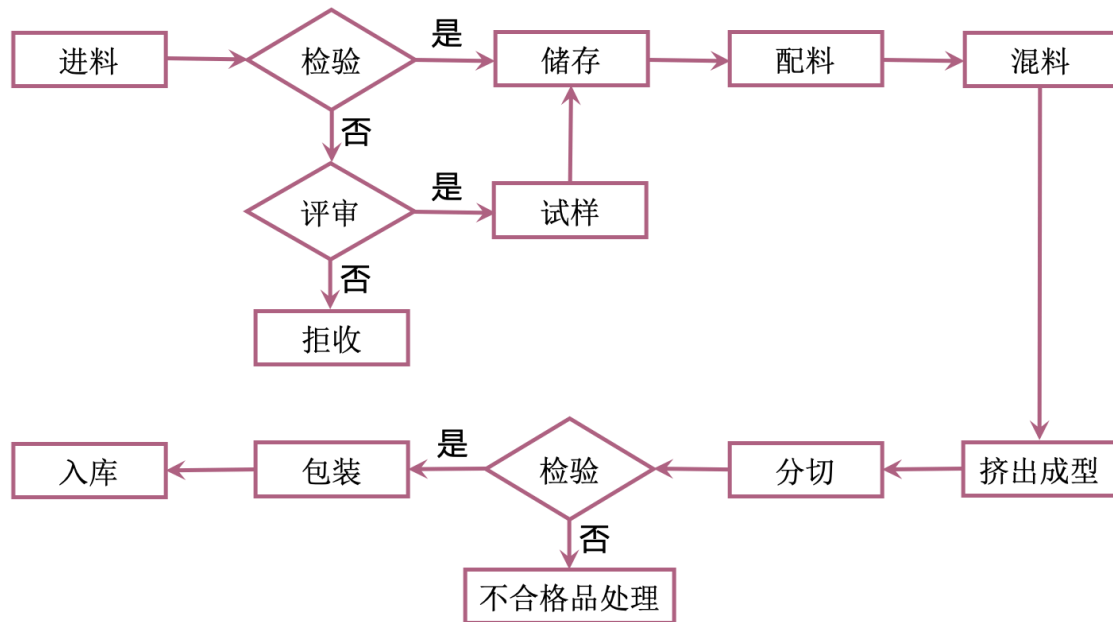 进料
检验
是
储存
配料
混料
否
评审
是
试样
否
拒收
入库
包装
是
检验
分切
挤出成型
否
不合格品处理